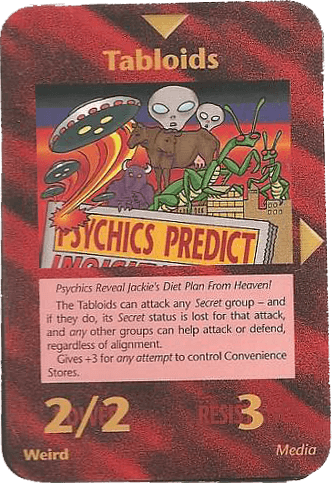 Tabloids
PSYCHICS PREDICT
Psychics Reveal Jackie's Diet Plan From Heaven!
The Tabloids can attack any Secret group – and
if they do, its Secret status is lost for that attack,
and any other groups can help attack or defend,
regardless of alignment.
Gives +3 for any attempt to control Convenience
Stores.
POWER 2/2 RESIST 3
Weird Media